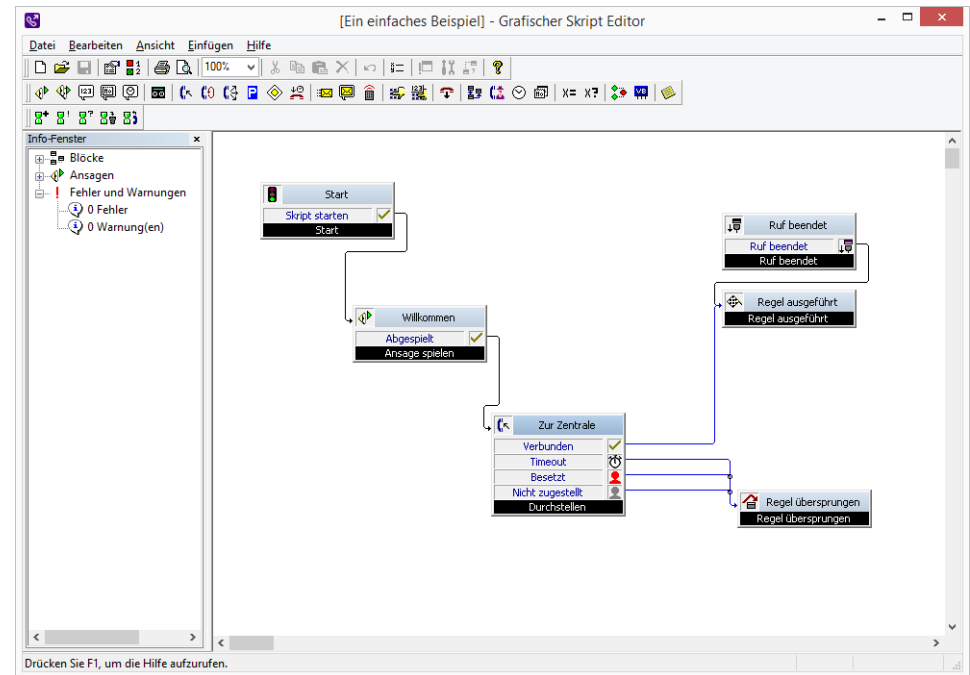 [Ein einfaches Beispiel] - Grafischer Skript Editor
Datei Bearbeiten Ansicht Einfügen Hilfe
100%
Info-Fenster
Blöcke
Ansagen
Fehler und Warnungen
0 Fehler
0 Warnung(en)
Start
Skript starten
Start
Ruf beendet
Ruf beendet
Ruf beendet
Regel ausgeführt
Regel ausgeführt
Willkommen
Abgespielt
Ansage spielen
Zur Zentrale
Verbunden
Timeout
Besetzt
Nicht zugestellt
Durchstellen
Regel übersprungen
Regel übersprungen
Drücken Sie F1, um die Hilfe aufzurufen.